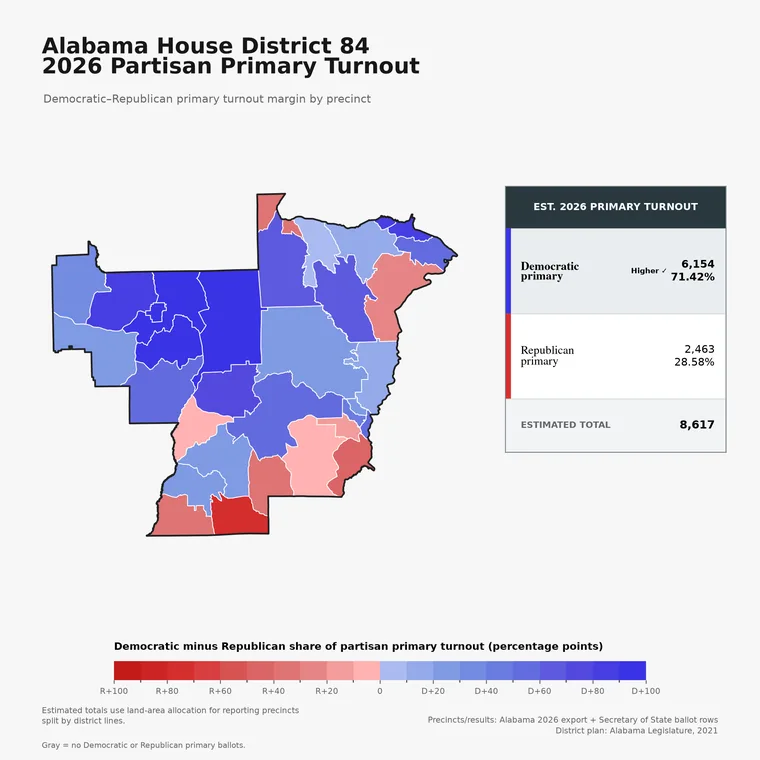 Alabama House District 84
2026 Partisan Primary Turnout
Democratic–Republican primary turnout margin by precinct
EST. 2026 PRIMARY TURNOUT
Democratic
primary
Higher ✓
6,154
71.42%
Republican
primary
2,463
28.58%
ESTIMATED TOTAL
8,617
Democratic minus Republican share of partisan primary turnout (percentage points)
R+100 R+80 R+60 R+40 R+20 0 D+20 D+40 D+60 D+80 D+100
Estimated totals use land-area allocation for reporting precincts
split by district lines.
Gray = no Democratic or Republican primary ballots.
Precincts/results: Alabama 2026 export + Secretary of State ballot rows
District plan: Alabama Legislature, 2021